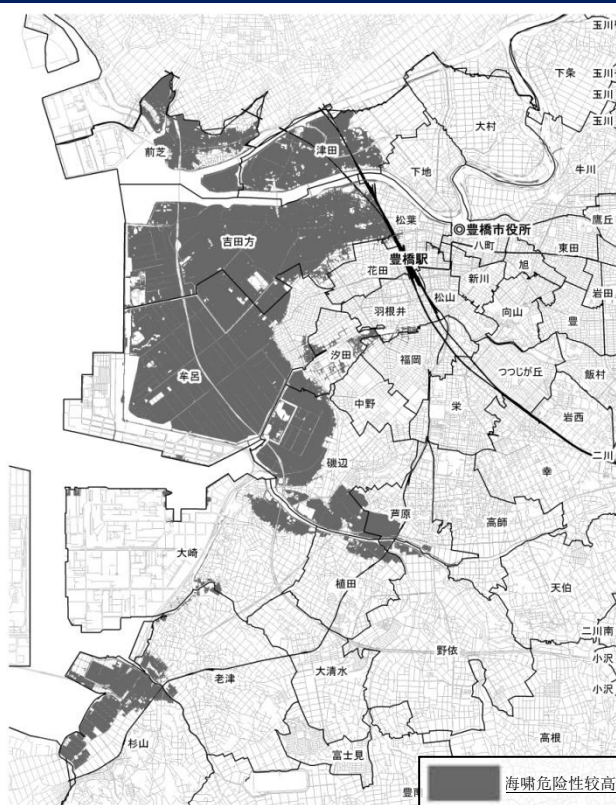 玉川
下条
玉川
玉川
玉川
大村
前芝
津田
下地
牛川
松葉
◎豊橋市役所
鷹丘
吉田方
八町
東田
豊橋駅
花田
旭
新川
岩田
松山
向山
羽根井
豊
汐田
福岡
つつじが丘
飯村
牟呂
中野
栄
岩西
二川
磯辺
幸
芦原
高師
大崎
植田
天伯
二川南
野依
小沢
大清水
老津
小沢
杉山
富士見
高根
豊南
海啸危险性较高